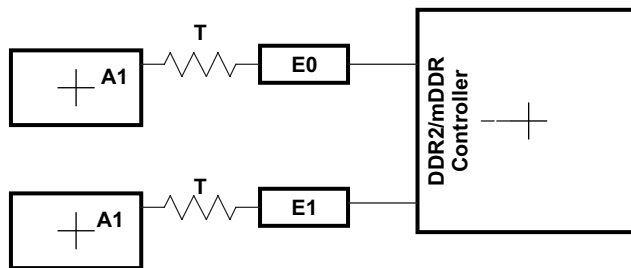 T
A1
E0
T
A1
E1
DDR2/mDDR
Controller